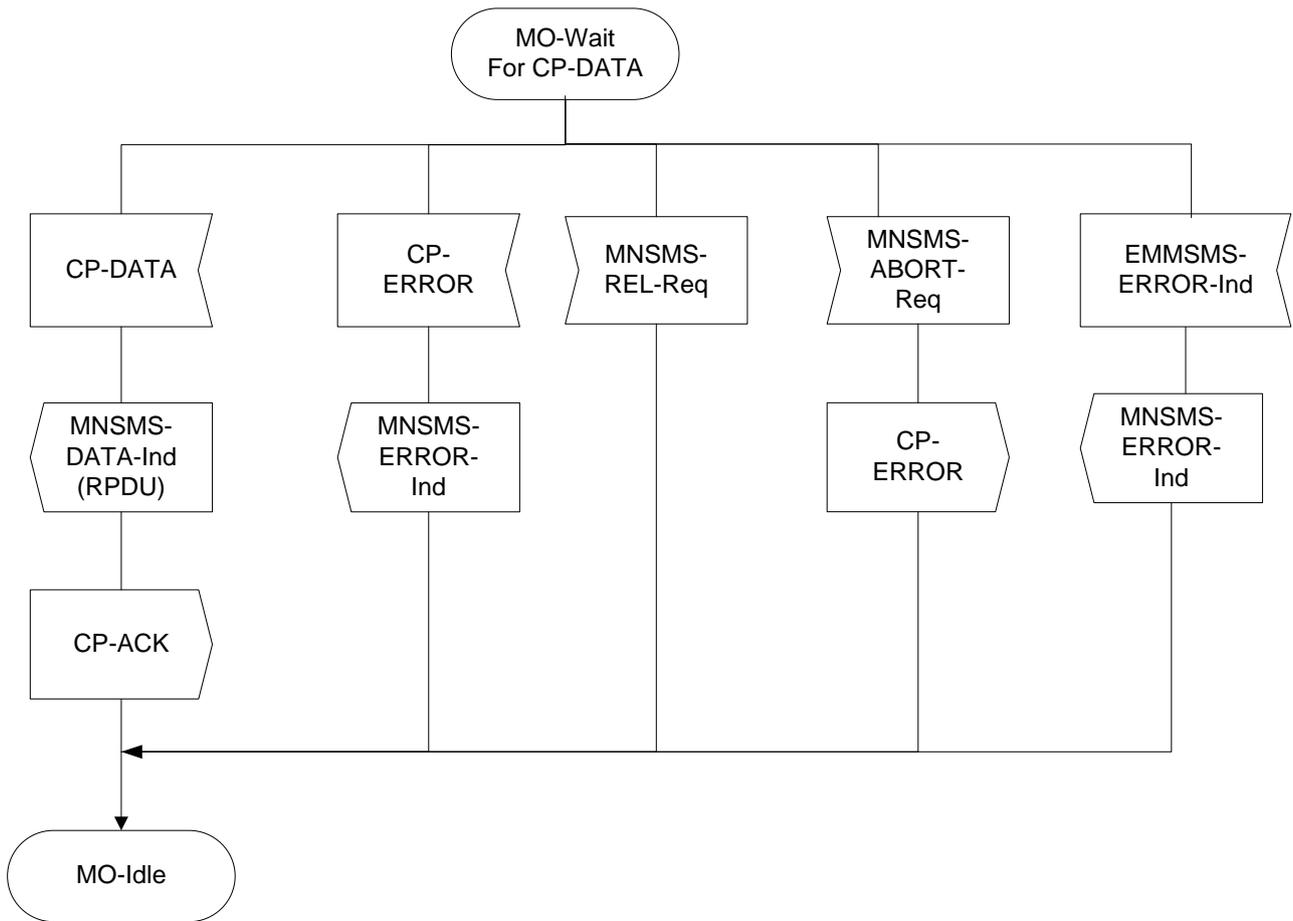 MO-Wait
For CP-DATA
CP-DATA
CP-
ERROR
MNSMS-
REL-Req
MNSMS-
ABORT-
Req
EMMSMS-
ERROR-Ind
MNSMS-
DATA-Ind
(RPDU)
MNSMS-
ERROR-
Ind
CP-
ERROR
MNSMS-
ERROR-
Ind
CP-ACK
MO-Idle